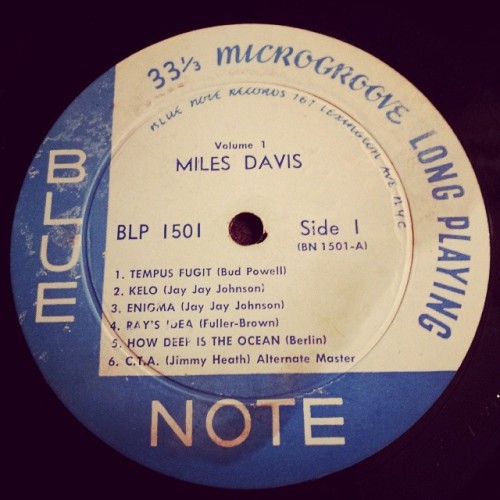 33⅓ MICROGROOVE LONG PLAYING
BLUE NOTE RECORDS 767 LEXINGTON AVE NYC
BLUE
Volume 1
MILES DAVIS
BLP 1501 Side 1
(BN 1501-A)
1. TEMPUS FUGIT (Bud Powell)
2. KELO (Jay Jay Johnson)
3. ENIGMA (Jay Jay Johnson)
4. RAY'S IDEA (Fuller-Brown)
5. HOW DEEP IS THE OCEAN (Berlin)
6. C.T.A. (Jimmy Heath) Alternate Master
NOTE